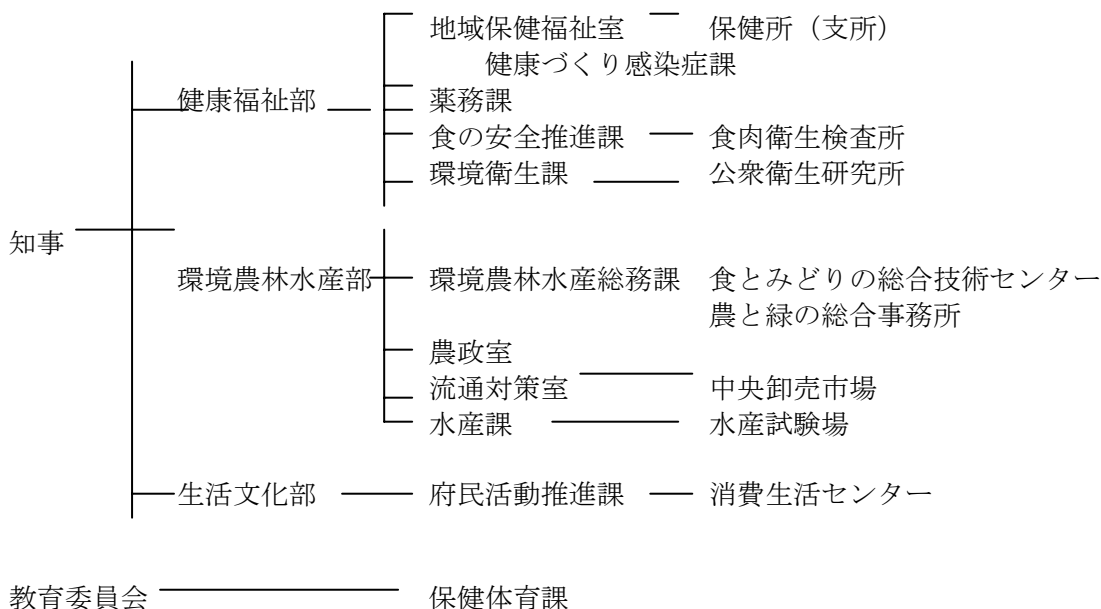 地域保健福祉室 保健所（支所）
健康づくり感染症課
健康福祉部 薬務課
食の安全推進課 食肉衛生検査所
環境衛生課 公衆衛生研究所
知事
環境農林水産部 環境農林水産総務課 食とみどりの総合技術センター
農と緑の総合事務所
農政室
流通対策室 中央卸売市場
水産課 水産試験場
生活文化部 府民活動推進課 消費生活センター
教育委員会 保健体育課